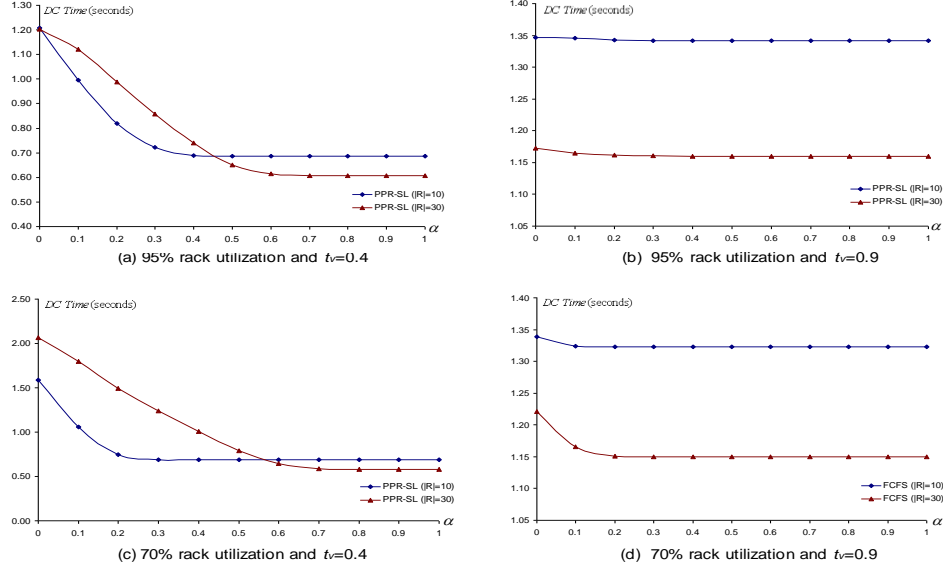 DC Time (seconds)
1.30
1.20
1.10
1.00
0.90
0.80
0.70
0.60
0.50
0.40
PPR-SL (|R|=10)
PPR-SL (|R|=30)
0 0.1 0.2 0.3 0.4 0.5 0.6 0.7 0.8 0.9 1 α
(a) 95% rack utilization and tv=0.4
DC Time (seconds)
1.40
1.35
1.30
1.25
1.20
1.15
1.10
1.05
PPR-SL (|R|=10)
PPR-SL (|R|=30)
0 0.1 0.2 0.3 0.4 0.5 0.6 0.7 0.8 0.9 1 α
(b) 95% rack utilization and tv=0.9
DC Time (seconds)
2.50
2.00
1.50
1.00
0.50
0.00
PPR-SL (|R|=10)
PPR-SL (|R|=30)
0 0.1 0.2 0.3 0.4 0.5 0.6 0.7 0.8 0.9 1 α
(c) 70% rack utilization and tv=0.4
DC Time (seconds)
1.40
1.35
1.30
1.25
1.20
1.15
1.10
1.05
FCFS (|R|=10)
FCFS (|R|=30)
0 0.1 0.2 0.3 0.4 0.5 0.6 0.7 0.8 0.9 1 α
(d) 70% rack utilization and tv=0.9